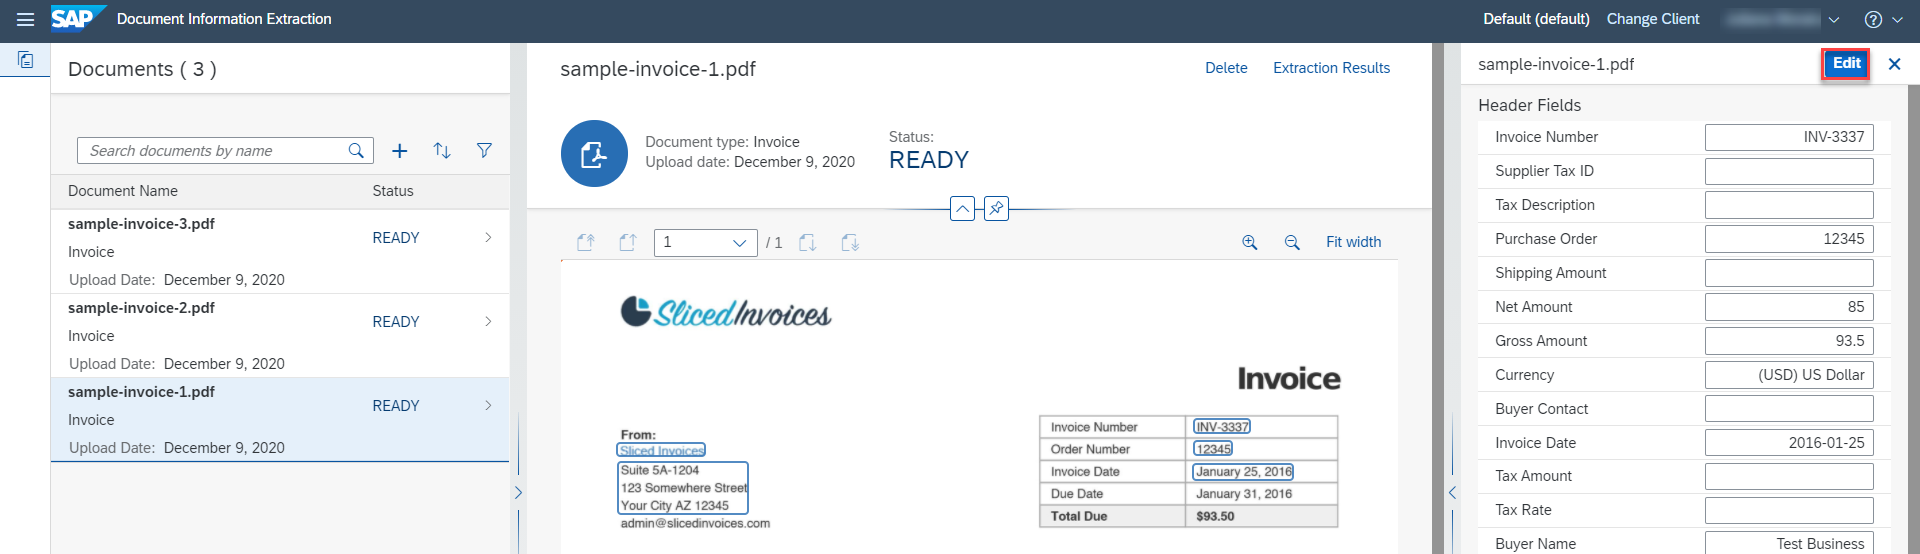 SAP Document Information Extraction
Default (default) Change Client
Documents ( 3 )
Search documents by name
Document Name Status
sample-invoice-3.pdf
READY
Invoice
Upload Date: December 9, 2020
sample-invoice-2.pdf
READY
Invoice
Upload Date: December 9, 2020
sample-invoice-1.pdf
READY
Invoice
Upload Date: December 9, 2020
sample-invoice-1.pdf
Delete Extraction Results
Document type: Invoice
Upload date: December 9, 2020
Status:
READY
1 / 1
Fit width
Sliced Invoices
Invoice
From:
Sliced Invoices
Suite 5A-1204
123 Somewhere Street
Your City AZ 12345
admin@slicedinvoices.com
Invoice Number INV-3337
Order Number 12345
Invoice Date January 25, 2016
Due Date January 31, 2016
Total Due $93.50
sample-invoice-1.pdf Edit
Header Fields
Invoice Number INV-3337
Supplier Tax ID
Tax Description
Purchase Order 12345
Shipping Amount
Net Amount 85
Gross Amount 93.5
Currency (USD) US Dollar
Buyer Contact
Invoice Date 2016-01-25
Tax Amount
Tax Rate
Buyer Name Test Business